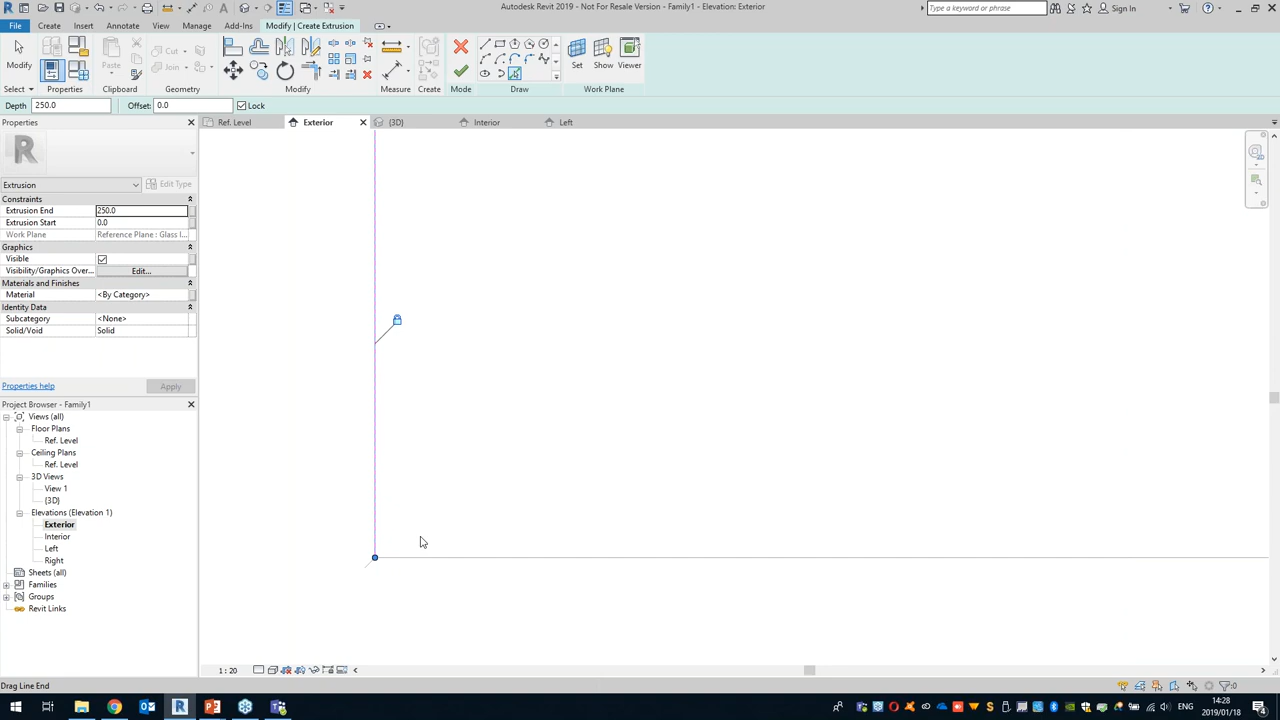 Autodesk Revit 2019 - Not For Resale Version - Family1 - Elevation: Exterior
Type a keyword or phrase
Sign In
File Create Insert Annotate View Manage Add-Ins Modify | Create Extrusion
Modify Paste Cut Join Create Set Show Viewer
Select Properties Clipboard Geometry Modify Measure Create Mode Draw Work Plane
Depth 250.0 Offset: 0.0 Lock
Properties
Ref. Level Exterior {3D} Interior Left
Extrusion Edit Type
Constraints
Extrusion End 250.0
Extrusion Start 0.0
Work Plane Reference Plane : Glass I...
Graphics
Visible
Visibility/Graphics Over... Edit...
Materials and Finishes
Material <By Category>
Identity Data
Subcategory <None>
Solid/Void Solid
Properties help Apply
Project Browser - Family1
Views (all)
Floor Plans
Ref. Level
Ceiling Plans
Ref. Level
3D Views
View 1
{3D}
Elevations (Elevation 1)
Exterior
Interior
Left
Right
Sheets (all)
Families
Groups
Revit Links
1 : 20
Drag Line End
:0
14:28
2019/01/18